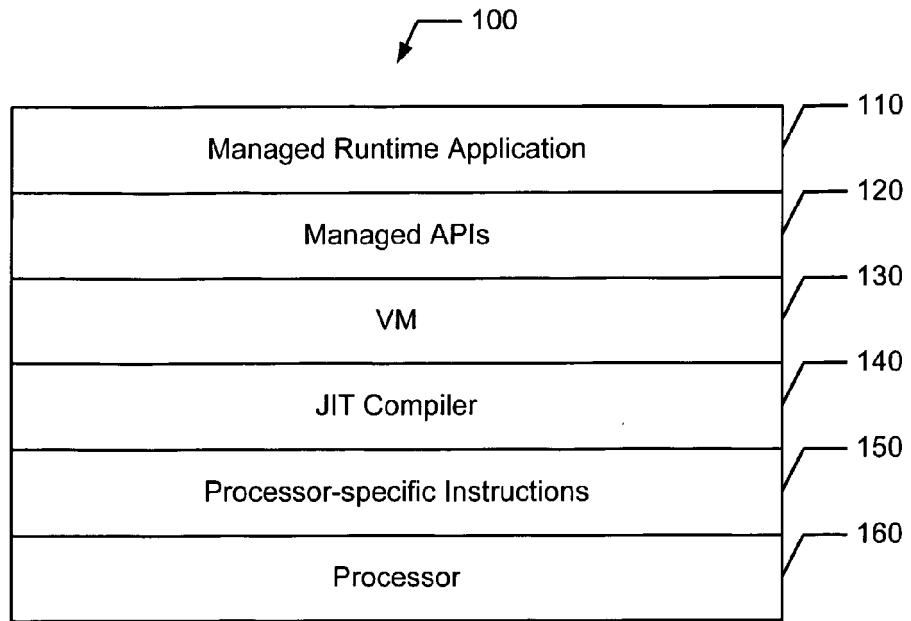 100
Managed Runtime Application 110
Managed APIs 120
VM 130
JIT Compiler 140
Processor-specific Instructions 150
Processor 160